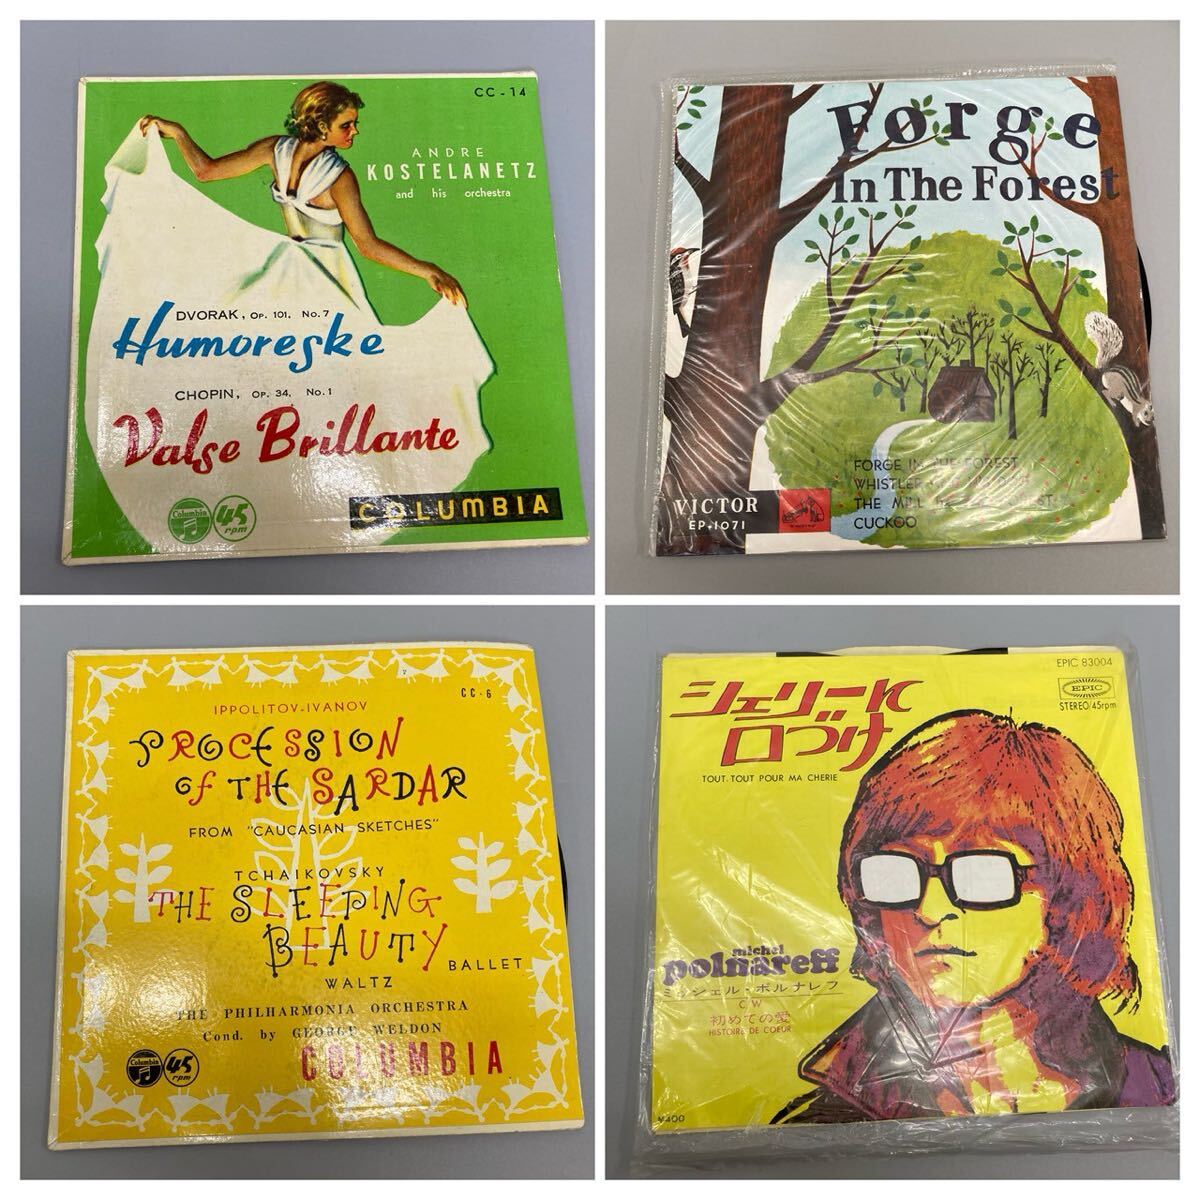 CC-14
ANDRE
KOSTELANETZ
and his orchestra
DVORAK, OP. 101, No. 7
Humoreske
CHOPIN, OP. 34, No. 1
Valse Brillante
Columbia
45
rpm
COLUMBIA
Forge
In The Forest
FORGE IN THE FOREST
WHISTLER
THE MILL
CUCKOO
VICTOR
EP-1071
CC-6
IPPOLITOV-IVANOV
PROCESSION
OF THE SARDAR
FROM "CAUCASIAN SKETCHES"
TCHAIKOVSKY
THE SLEEPING
BEAUTY
BALLET
WALTZ
THE PHILHARMONIA ORCHESTRA
Cond. by GEORGE WELDON
Columbia
45
rpm
COLUMBIA
EPIC 83004
EPIC
STEREO/45rpm
シェリーに
口づけ
TOUT, TOUT POUR MA CHERIE
michel
polnareff
ミッシェル・ポルナレフ
C/W
初めての愛
HISTOIRE DE COEUR
¥400